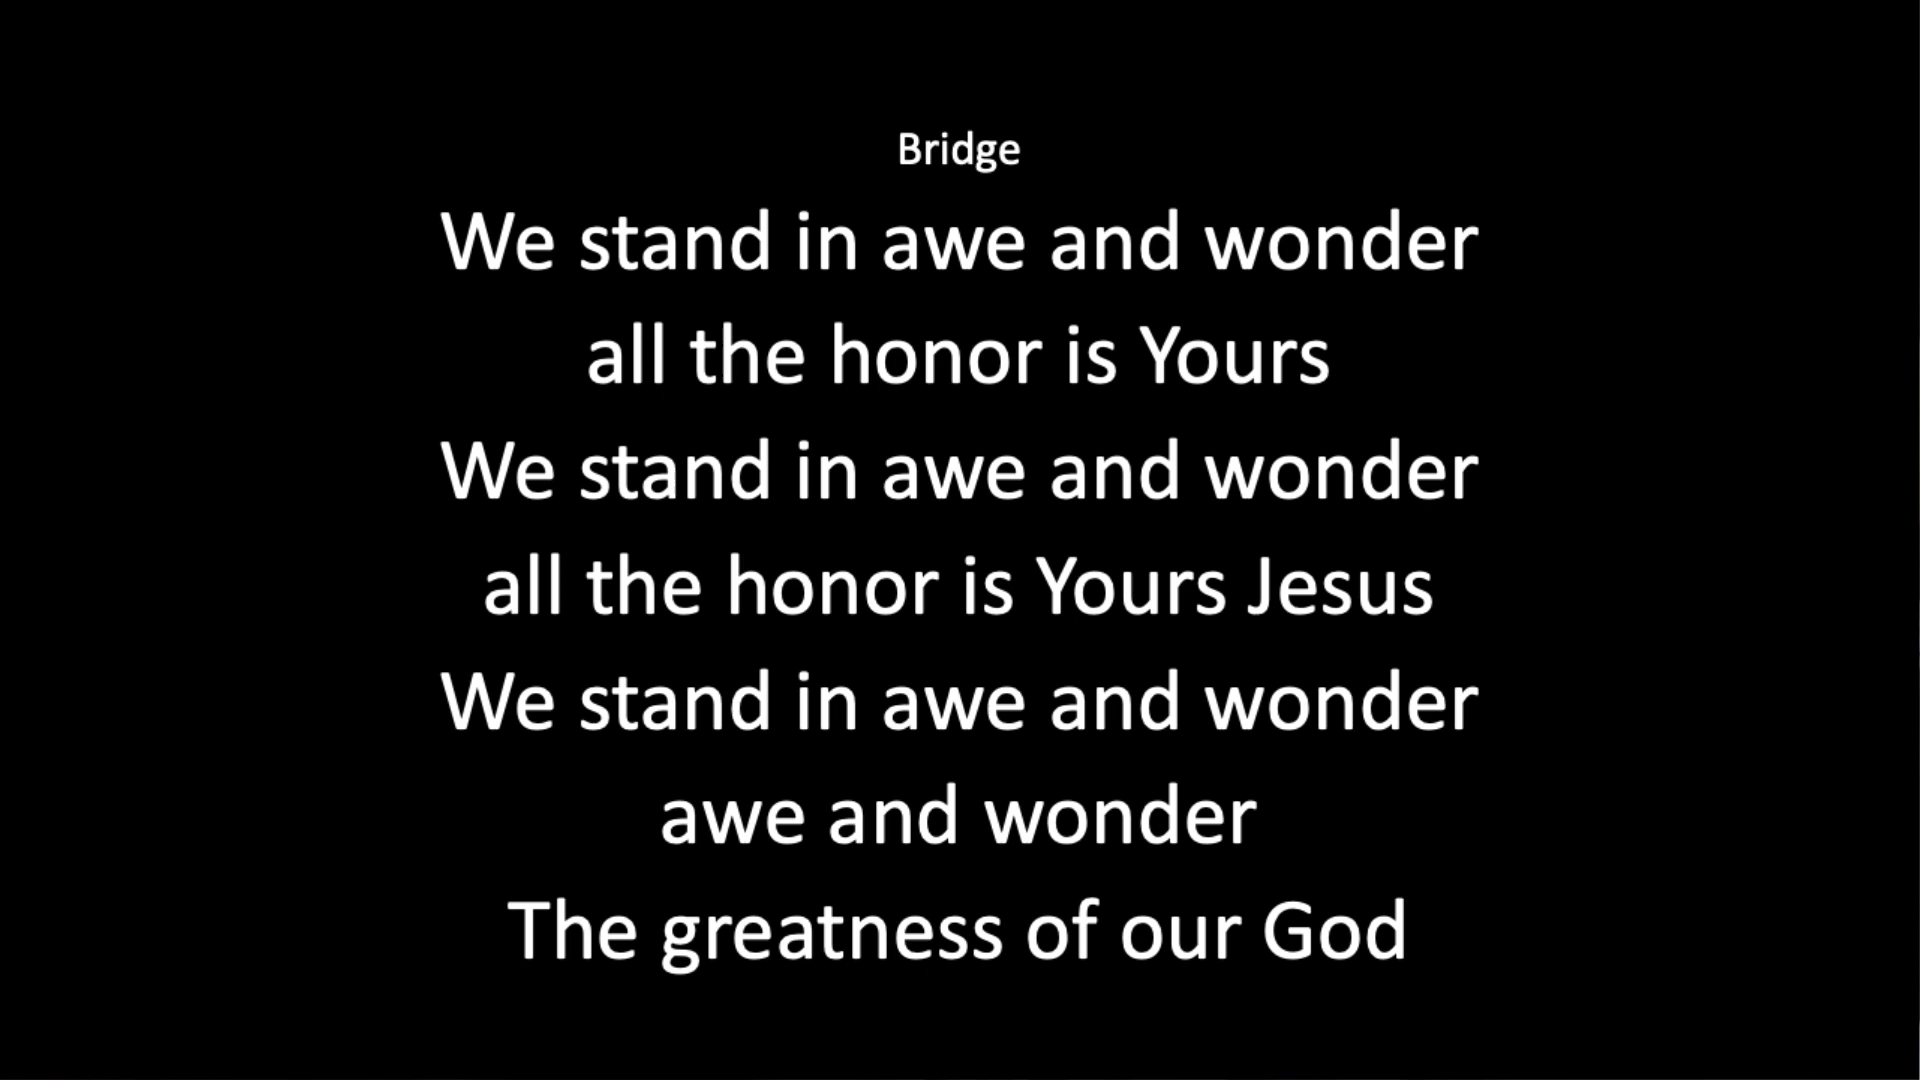 Bridge
We stand in awe and wonder
all the honor is Yours
We stand in awe and wonder
all the honor is Yours Jesus
We stand in awe and wonder
awe and wonder
The greatness of our God